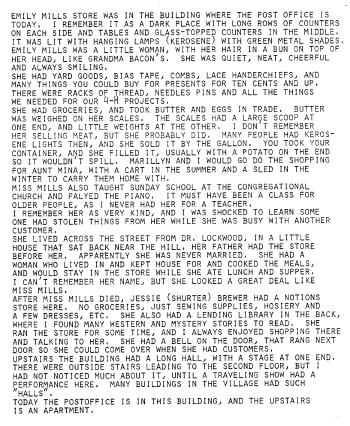 EMILY MILLS STORE WAS IN THE BUILDING WHERE THE POST OFFICE IS
TODAY. I REMEMBER IT AS A DARK PLACE WITH LONG ROWS OF COUNTERS
ON EACH SIDE AND TABLES AND GLASS-TOPPED COUNTERS IN THE MIDDLE.
IT WAS LIT WITH HANGING LAMPS (KEROSENE) WITH GREEN METAL SHADES.
EMILY MILLS WAS A LITTLE WOMAN, WITH HER HAIR IN A BUN ON TOP OF
HER HEAD, LIKE GRANDMA BACON'S. SHE WAS QUIET, NEAT, CHEERFUL
AND ALWAYS SMILING.
SHE HAD YARD GOODS, BIAS TAPE, COMBS, LACE HANDERCHIEFS, AND
MANY THINGS YOU COULD BUY FOR PRESENTS FOR TEN CENTS AND UP.
THERE WERE RACKS OF THREAD, NEEDLES PINS AND ALL THE THINGS
WE NEEDED FOR OUR 4-H PROJECTS.
SHE HAD GROCERIES, AND TOOK BUTTER AND EGGS IN TRADE. BUTTER
WAS WEIGHED ON HER SCALES. THE SCALES HAD A LARGE SCOOP AT
ONE END, AND LITTLE WEIGHTS AT THE OTHER. I DON'T REMEMBER
HER SELLING MEAT, BUT SHE PROBABLY DID. MANY PEOPLE HAD KEROS-
ENE LIGHTS THEN, AND SHE SOLD IT BY THE GALLON. YOU TOOK YOUR
CONTAINER, AND SHE FILLED IT, USUALLY WITH A POTATO ON THE END
SO IT WOULDN'T SPILL. MARILLYN AND I WOULD GO DO THE SHOPPING
FOR AUNT MINA, WITH A CART IN THE SUMMER AND A SLED IN THE
WINTER TO CARRY THEM HOME WITH.
MISS MILLS ALSO TAUGHT SUNDAY SCHOOL AT THE CONGREGATIONAL
CHURCH AND PALYED THE PIANO. IT MUST HAVE BEEN A CLASS FOR
OLDER PEOPLE, AS I NEVER HAD HER FOR A TEACHER.
I REMEMBER HER AS VERY KIND, AND I WAS SHOCKED TO LEARN SOME
ONE HAD STOLEN THINGS FROM HER WHILE SHE WAS BUSY WITH ANOTHER
CUSTOMER.
SHE LIVED ACROSS THE STREET FROM DR. LOCKWOOD, IN A LITTLE
HOUSE THAT SAT BACK NEAR THE HILL. HER FATHER HAD THE STORE
BEFORE HER. APPARENTLY SHE WAS NEVER MARRIED. SHE HAD A
WOMAN WHO LIVED IN AND KEPT HOUSE FOR AND COOKED THE MEALS,
AND WOULD STAY IN THE STORE WHILE SHE ATE LUNCH AND SUPPER.
I CAN'T REMEMBER HER NAME, BUT SHE LOOKED A GREAT DEAL LIKE
MISS MILLS.
AFTER MISS MILLS DIED, JESSIE (SHURTER) BREWER HAD A NOTIONS
STORE HERE. NO GROCERIES, JUST SEWING SUPPLIES, HOSIERY AND
A FEW DRESSES, ETC. SHE ALSO HAD A LENDING LIBRARY IN THE BACK,
WHERE I FOUND MANY WESTERN AND MYSTERY STORIES TO READ. SHE
RAN THE STORE FOR SOME TIME, AND I ALWAYS ENJOYED SHOPPING THERE
AND TALKING TO HER. SHE HAD A BELL ON THE DOOR, THAT RANG NEXT
DOOR SO SHE COULD COME OVER WHEN SHE HAD CUSTOMERS.
UPSTAIRS THE BUILDING HAD A LONG HALL, WITH A STAGE AT ONE END.
THERE WERE OUTSIDE STAIRS LEADING TO THE SECOND FLOOR, BUT I
HAD NOT NOTICED MUCH ABOUT IT, UNTIL A TRAVELING SHOW HAD A
PERFORMANCE HERE. MANY BUILDINGS IN THE VILLAGE HAD SUCH
"HALLS".
TODAY THE POSTOFFICE IS IN THIS BUILDING, AND THE UPSTAIRS
IS AN APARTMENT.